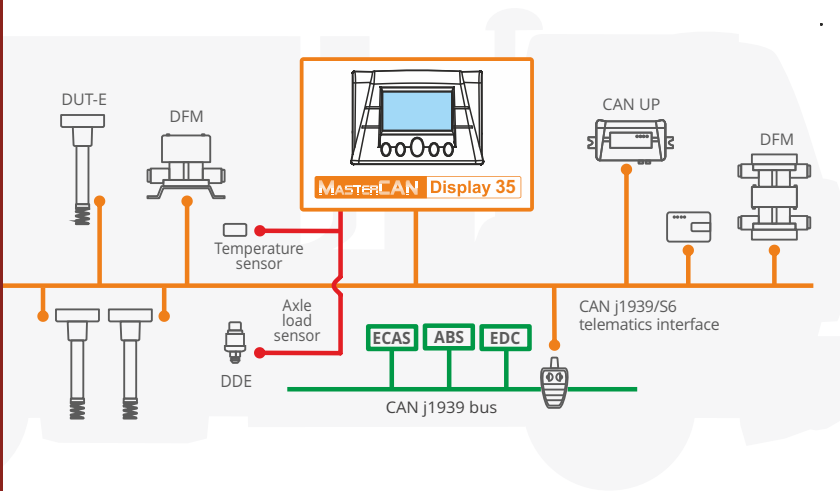 DUT-E
DFM
MASTERCAN Display 35
CAN UP
DFM
Temperature
sensor
Axle
load
sensor
DDE
ECAS
ABS
EDC
CAN j1939/S6
telematics interface
CAN j1939 bus